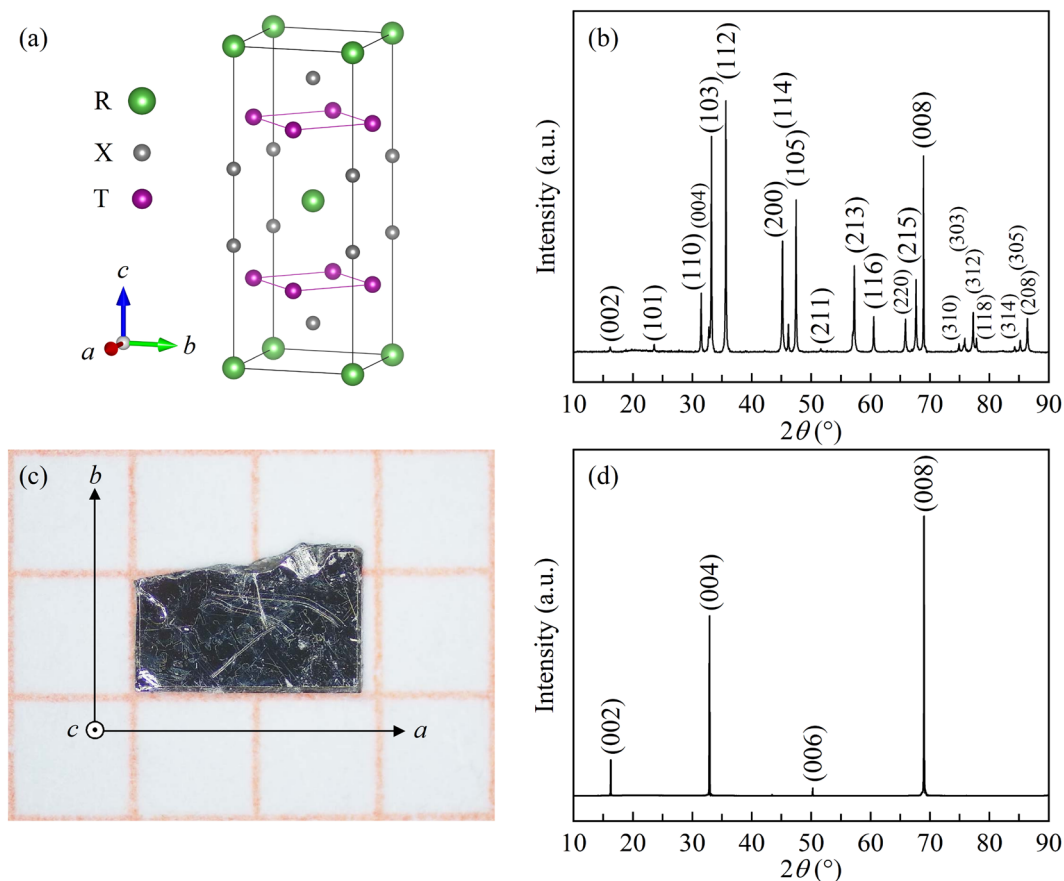 (a)
R
X
T
c
a
b
(b)
Intensity (a.u.)
(002)
(101)
(110)
(004)
(103)
(112)
(200)
(114)
(105)
(211)
(213)
(116)
(220)
(215)
(008)
(310)
(303)
(312)
(118)
(314)
(305)
(208)
10 20 30 40 50 60 70 80 90
2θ (°)
(c)
b
c
a
(d)
Intensity (a.u.)
(002)
(004)
(006)
(008)
10 20 30 40 50 60 70 80 90
2θ (°)